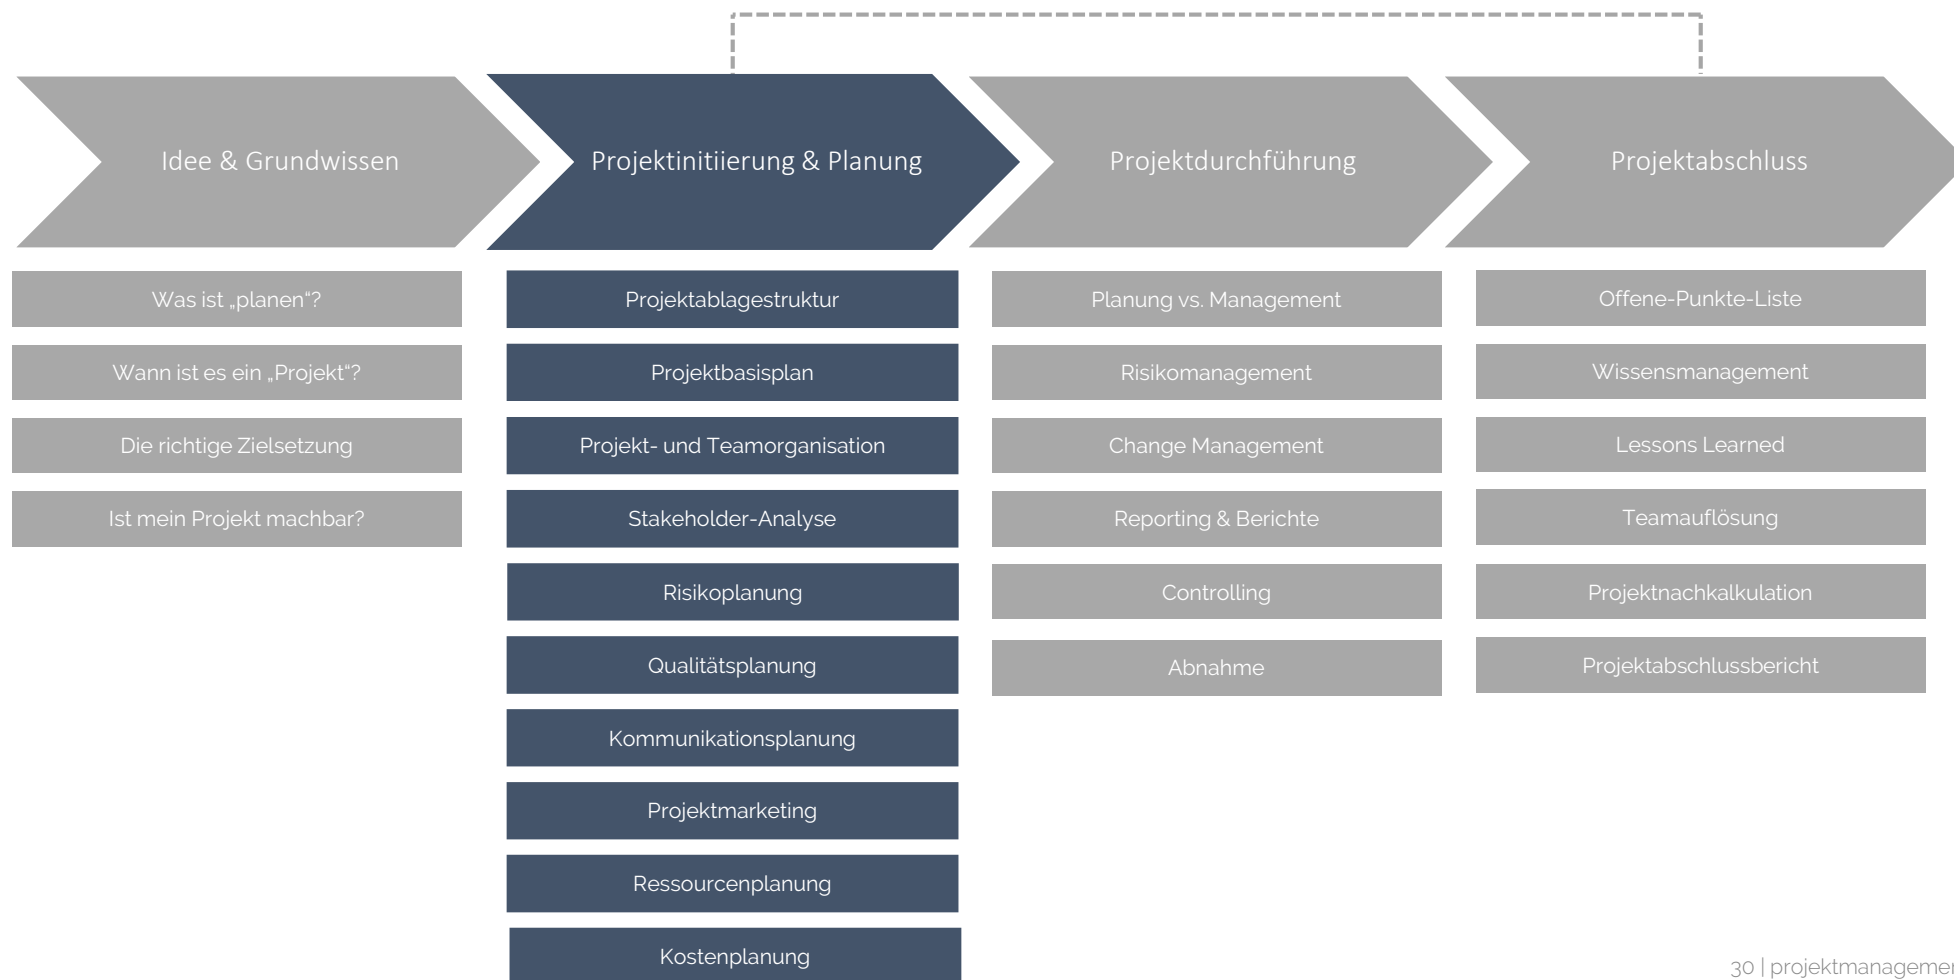 Idee & Grundwissen
Projektinitiierung & Planung
Projektdurchführung
Projektabschluss
Was ist „planen“?
Wann ist es ein „Projekt“?
Die richtige Zielsetzung
Ist mein Projekt machbar?
Projektablagestruktur
Projektbasisplan
Projekt- und Teamorganisation
Stakeholder-Analyse
Risikoplanung
Qualitätsplanung
Kommunikationsplanung
Projektmarketing
Ressourcenplanung
Kostenplanung
Planung vs. Management
Risikomanagement
Change Management
Reporting & Berichte
Controlling
Abnahme
Offene-Punkte-Liste
Wissensmanagement
Lessons Learned
Teamauflösung
Projektnachkalkulation
Projektabschlussbericht
30 |